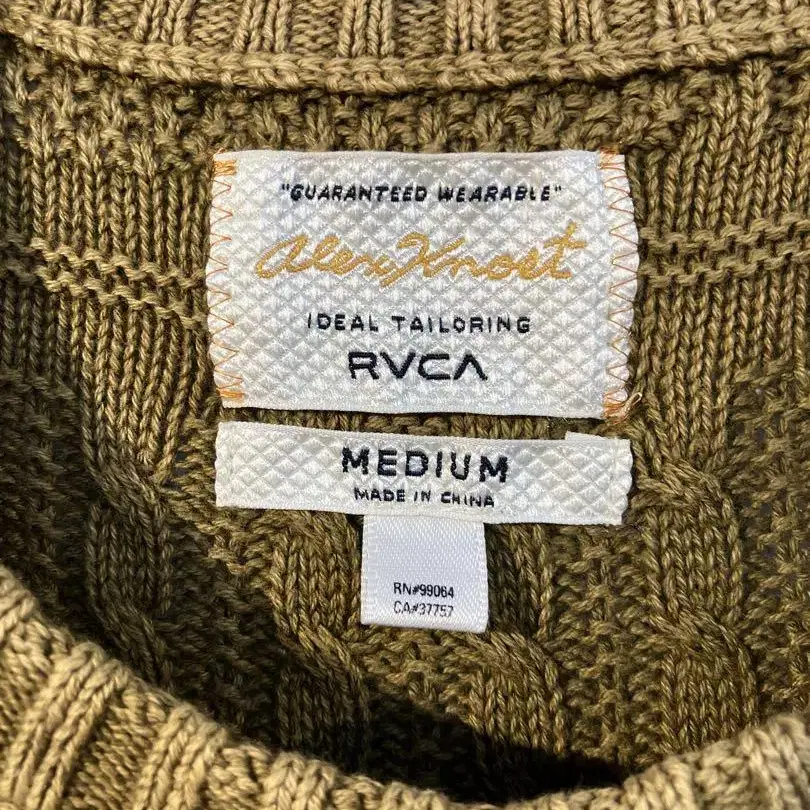 "GUARANTEED WEARABLE"
Alex Knost
IDEAL TAILORING
RVCA
MEDIUM
MADE IN CHINA
RN#99064
CA#37757